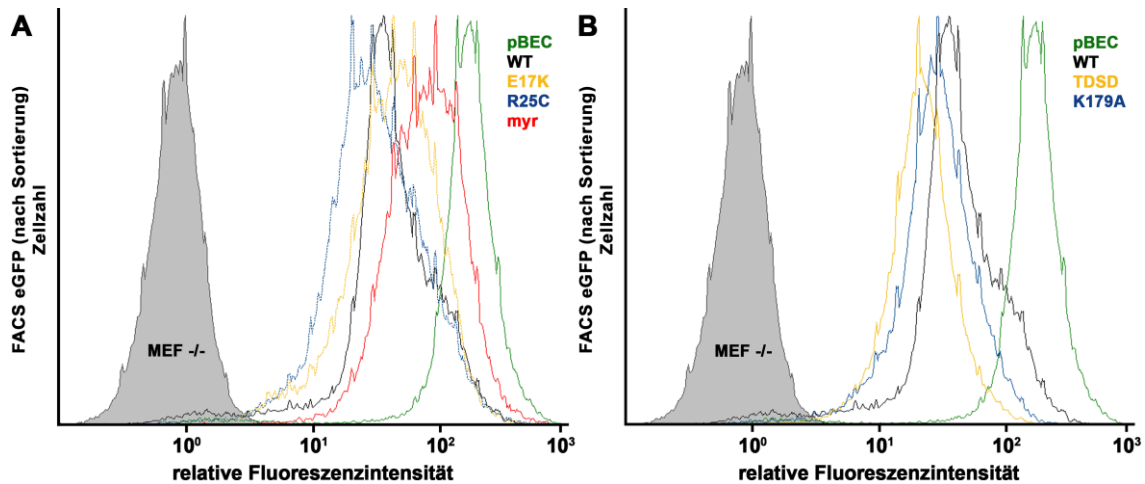 A
FACS eGFP (nach Sortierung)
Zellzahl
pBEC
WT
E17K
R25C
myr
MEF -/-
10⁰
10¹
10²
10³
relative Fluoreszenzintensität
B
FACS eGFP (nach Sortierung)
Zellzahl
pBEC
WT
TDSD
K179A
MEF -/-
10⁰
10¹
10²
10³
relative Fluoreszenzintensität